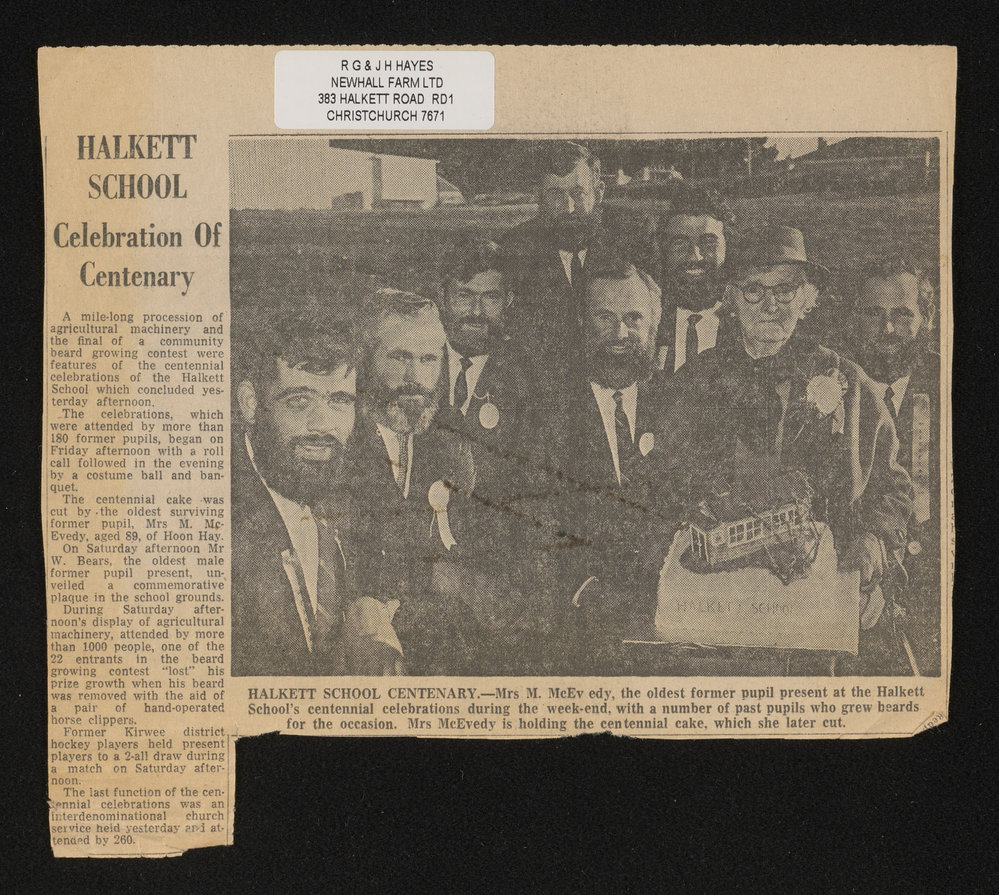 R G & J H HAYES
NEWHALL FARM LTD
383 HALKETT ROAD RD1
CHRISTCHURCH 7671
HALKETT
SCHOOL
Celebration Of
Centenary
A mile-long procession of
agricultural machinery and
the final of a community
beard growing contest were
features of the centennial
celebrations of the Halkett
School which concluded yes-
terday afternoon.
The celebrations, which
were attended by more than
180 former pupils, began on
Friday afternoon with a roll
call followed in the evening
by a costume ball and ban-
quet.
The centennial cake was
cut by the oldest surviving
former pupil, Mrs M. Mc-
Evedy, aged 89, of Hoon Hay.
On Saturday afternoon Mr
W. Bears, the oldest male
former pupil present, un-
veiled a commemorative
plaque in the school grounds.
During Saturday after-
noon's display of agricultural
machinery, attended by more
than 1000 people, one of the
22 entrants in the beard
growing contest "lost" his
prize growth when his beard
was removed with the aid of
a pair of hand-operated
horse clippers.
Former Kirwee district
hockey players held present
players to a 2-all draw during
a match on Saturday after-
noon.
The last function of the cen-
tennial celebrations was an
interdenominational church
service held yesterday and at-
tended by 260.
HALKETT SCHOOL
HALKETT SCHOOL CENTENARY.—Mrs M. McEv edy, the oldest former pupil present at the Halkett
School's centennial celebrations during the week-end, with a number of past pupils who grew beards
for the occasion. Mrs McEvedy is holding the centennial cake, which she later cut.